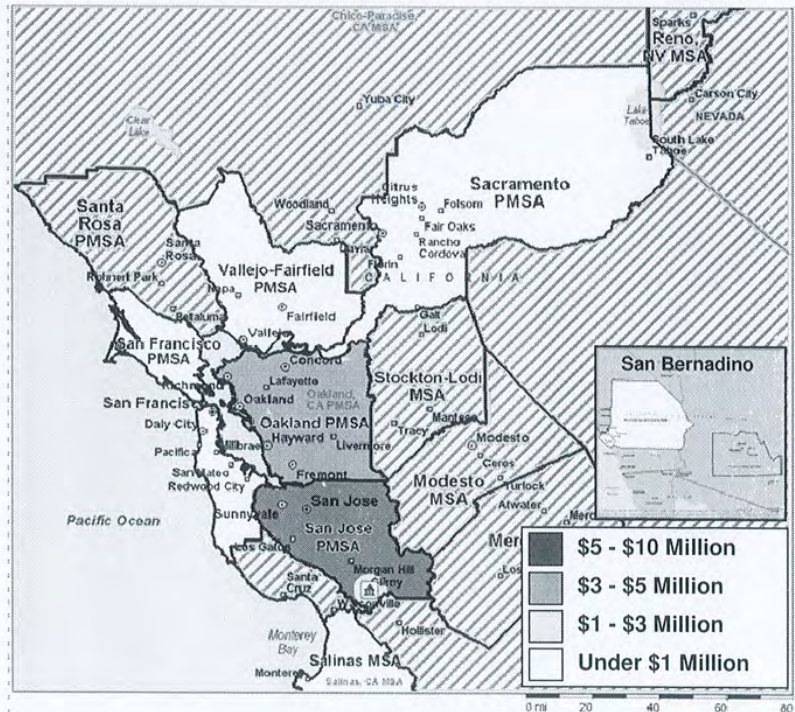 Chico-Paradise,
CA MSA
Sparks
Reno,
NV MSA
Yuba City
Carson City
NEVADA
Clear
Lake
Lake
Tahoe
South Lake
Tahoe
Citrus
Heights
Sacramento
PMSA
Woodland
Folsom
Sacramento
Fair Oaks
Rancho
Cordova
Davis
Florin
CALIFORNIA
Santa
Rosa
PMSA
Santa
Rosa
Rohnert Park
Petaluma
Vallejo-Fairfield
PMSA
Napa
Fairfield
Vallejo
Galt
Lodi
San Francisco
PMSA
Concord
Richmond
Lafayette
Oakland,
CA PMSA
Stockton-Lodi
MSA
San Francisco
Oakland
Oakland PMSA
Daly City
Hayward
Livermore
Manteca
Tracy
Modesto
Pacifica
Millbrae
Ceres
San Mateo
Redwood City
Fremont
Modesto
MSA
Turlock
Atwater
Merc
Merc
Los
Pacific Ocean
Sunnyvale
San Jose
San Jose
PMSA
Los Gatos
Morgan Hill
Gilroy
Santa
Cruz
Watsonville
Hollister
Monterey
Bay
Salinas MSA
Monterey
Salinas, CA MSA
San Bernadino
$5 - $10 Million
$3 - $5 Million
$1 - $3 Million
Under $1 Million
0 mi 20 40 60 80